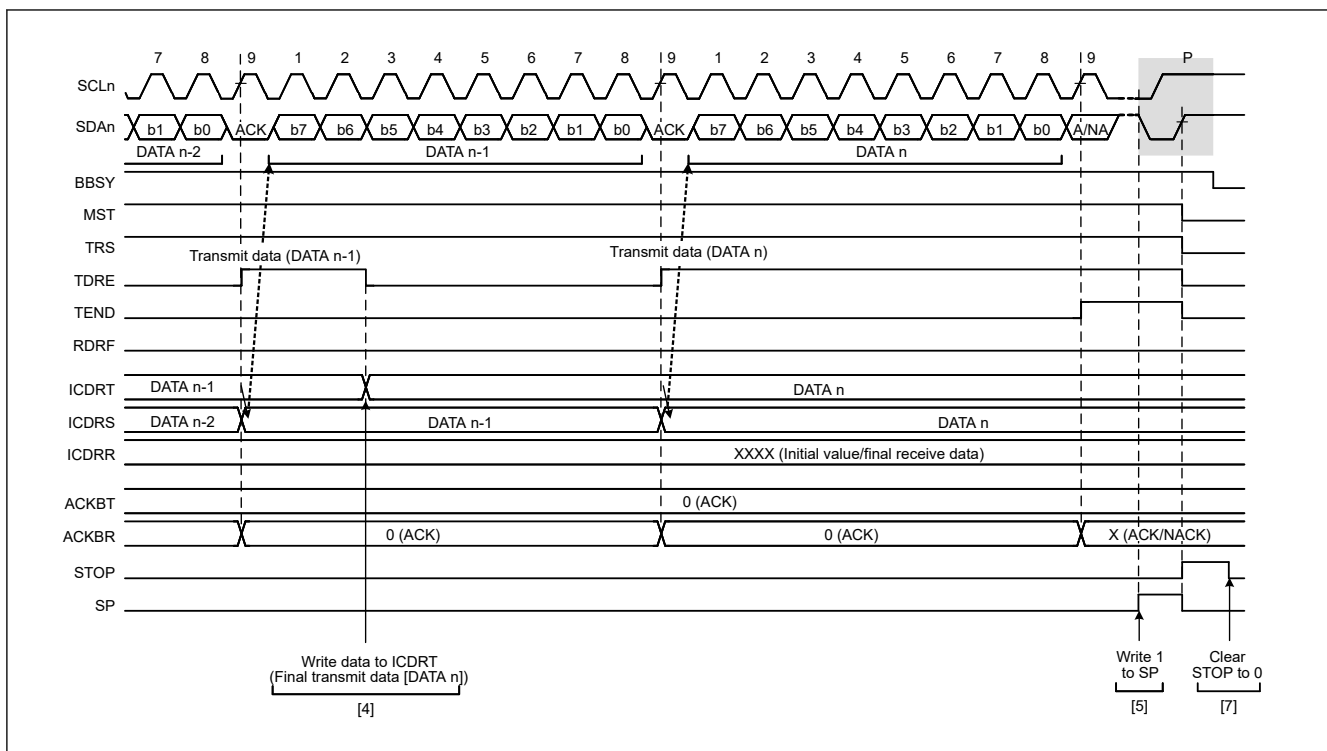 7 8 9 1 2 3 4 5 6 7 8 9 1 2 3 4 5 6 7 8 9 P
SCLn
SDAn b1 b0 ACK b7 b6 b5 b4 b3 b2 b1 b0 ACK b7 b6 b5 b4 b3 b2 b1 b0 A/NA
DATA n-2 DATA n-1 DATA n
BBSY
MST
TRS
Transmit data (DATA n-1) Transmit data (DATA n)
TDRE
TEND
RDRF
ICDRT DATA n-1 DATA n
ICDRS DATA n-2 DATA n-1 DATA n
ICDRR XXXX (Initial value/final receive data)
ACKBT 0 (ACK)
ACKBR 0 (ACK) 0 (ACK) X (ACK/NACK)
STOP
SP
Write data to ICDRT
(Final transmit data [DATA n])
[4]
Write 1
to SP
[5]
Clear
STOP to 0
[7]